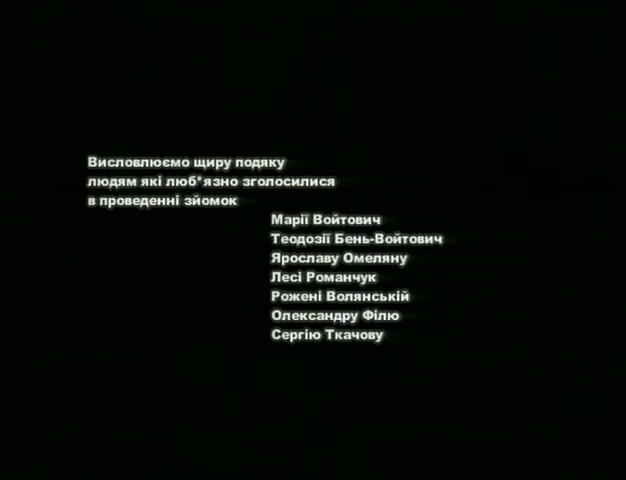 Висловлюємо щиру подяку
людям які люб*язно зголосилися
в проведенні зйомок
Марії Войтович
Теодозії Бень-Войтович
Ярославу Омеляну
Лесі Романчук
Рожені Волянській
Олександру Філю
Сергію Ткачову